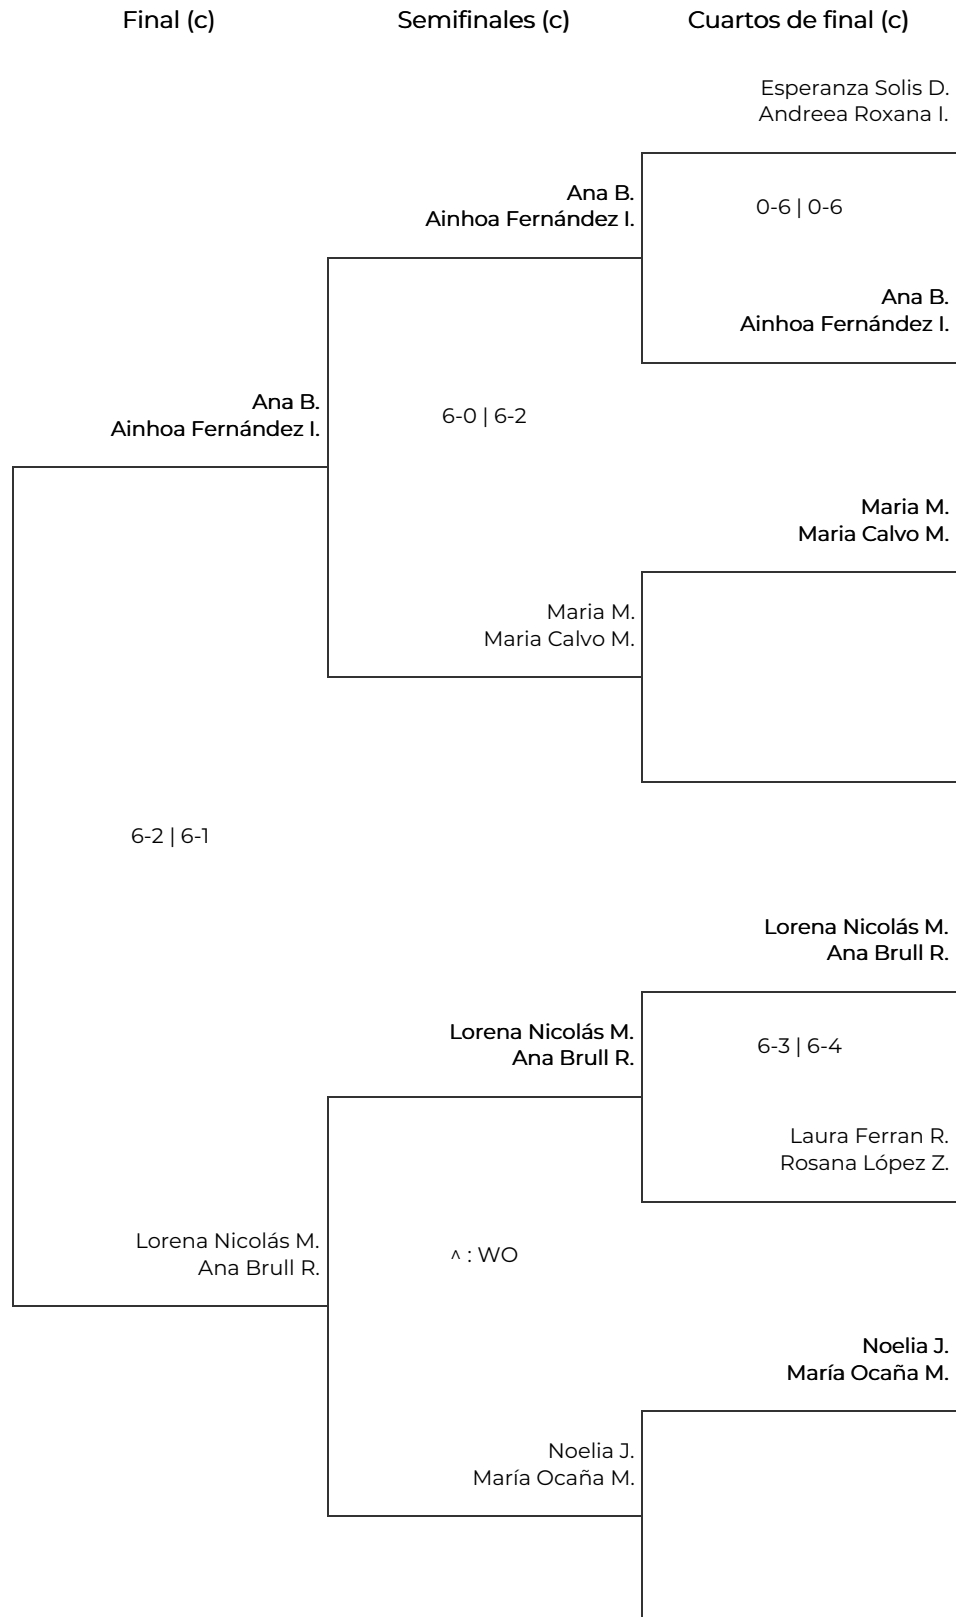 Final (c)
Semifinales (c)
Cuartos de final (c)
Esperanza Solis D.
Andreea Roxana I.
Ana B.
Ainhoa Fernández I.
0-6 | 0-6
Ana B.
Ainhoa Fernández I.
Ana B.
Ainhoa Fernández I.
6-0 | 6-2
Maria M.
Maria Calvo M.
Maria M.
Maria Calvo M.
6-2 | 6-1
Lorena Nicolás M.
Ana Brull R.
Lorena Nicolás M.
Ana Brull R.
6-3 | 6-4
Laura Ferran R.
Rosana López Z.
Lorena Nicolás M.
Ana Brull R.
^ : WO
Noelia J.
María Ocaña M.
Noelia J.
María Ocaña M.